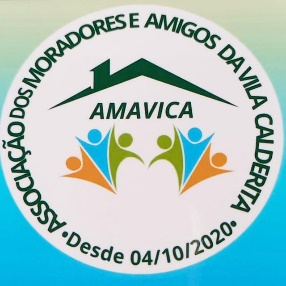 ASSOCIAÇÃO DOS MORADORES E AMIGOS DA VILA CALDERITA
AMAVICA
•Desde 04/10/2020•